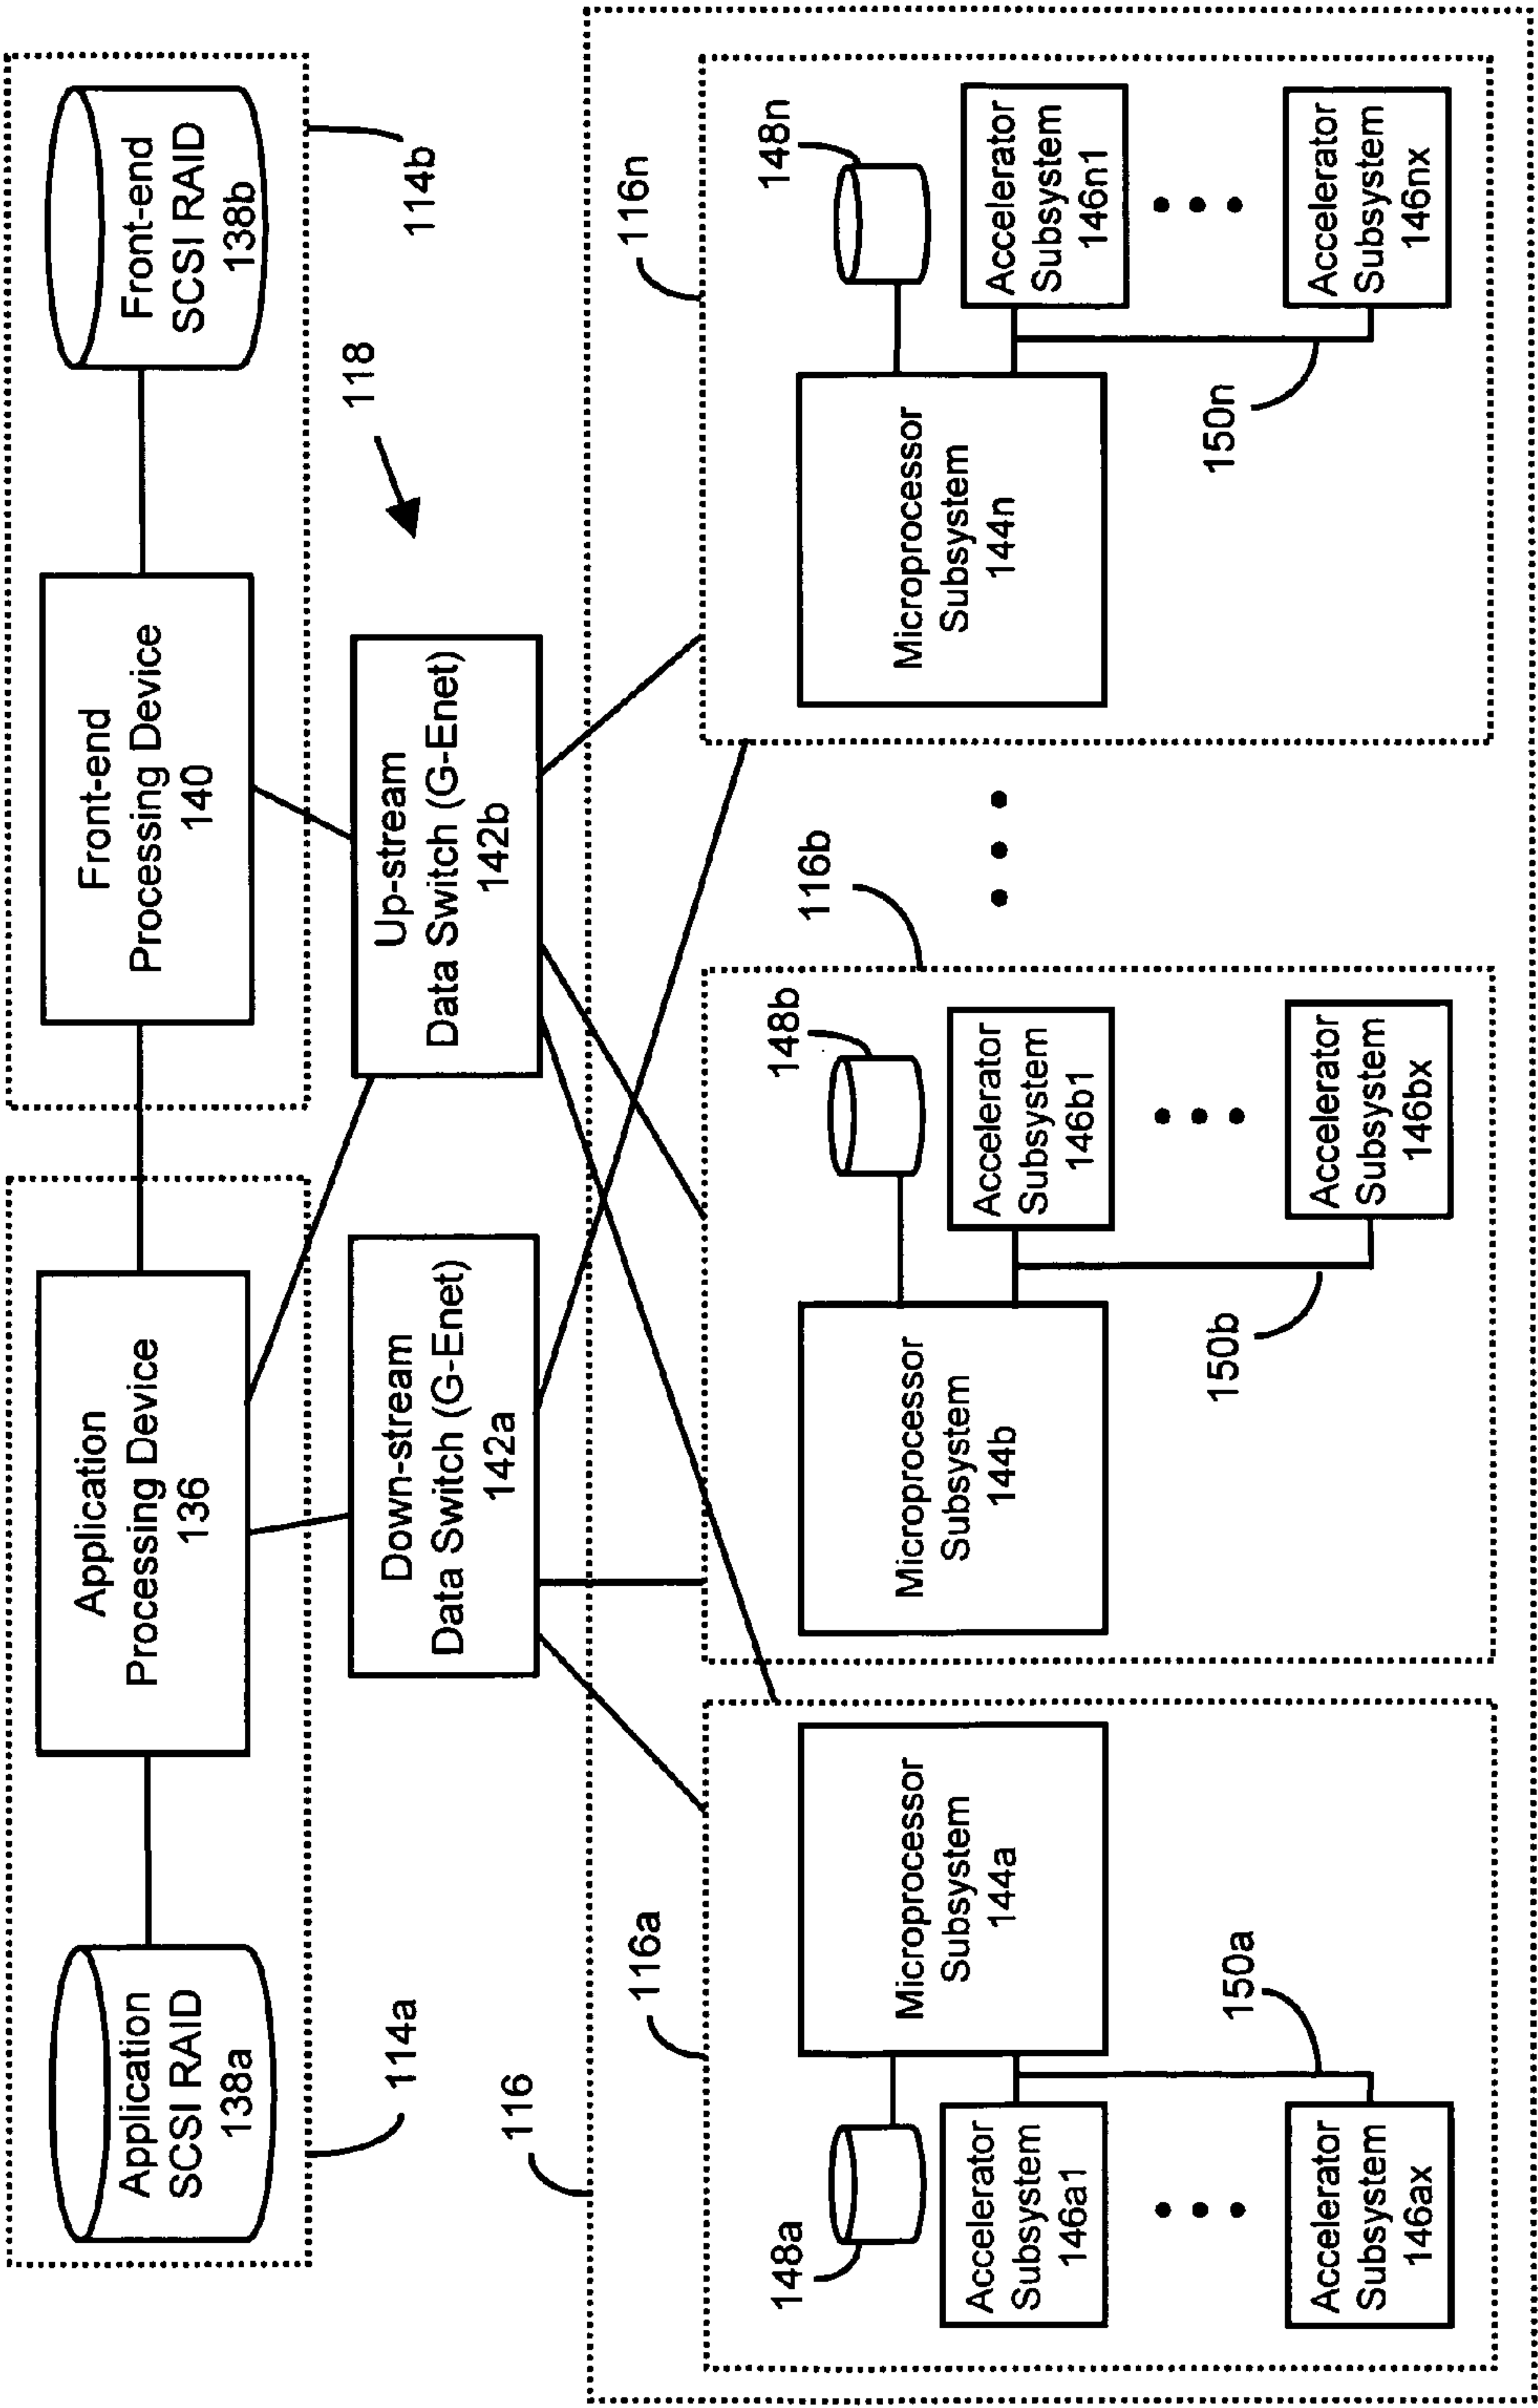 Application
SCSI RAID
138a
Application
Processing Device
136
Front-end
Processing Device
140
Front-end
SCSI RAID
138b
114a
114b
118
Down-stream
Data Switch (G-Enet)
142a
Up-stream
Data Switch (G-Enet)
142b
116
116a
116b
116n
148a
Microprocessor
Subsystem
144a
Accelerator
Subsystem
146a1
Accelerator
Subsystem
146ax
150a
Microprocessor
Subsystem
144b
148b
Accelerator
Subsystem
146b1
Accelerator
Subsystem
146bx
150b
Microprocessor
Subsystem
144n
148n
Accelerator
Subsystem
146n1
Accelerator
Subsystem
146nx
150n